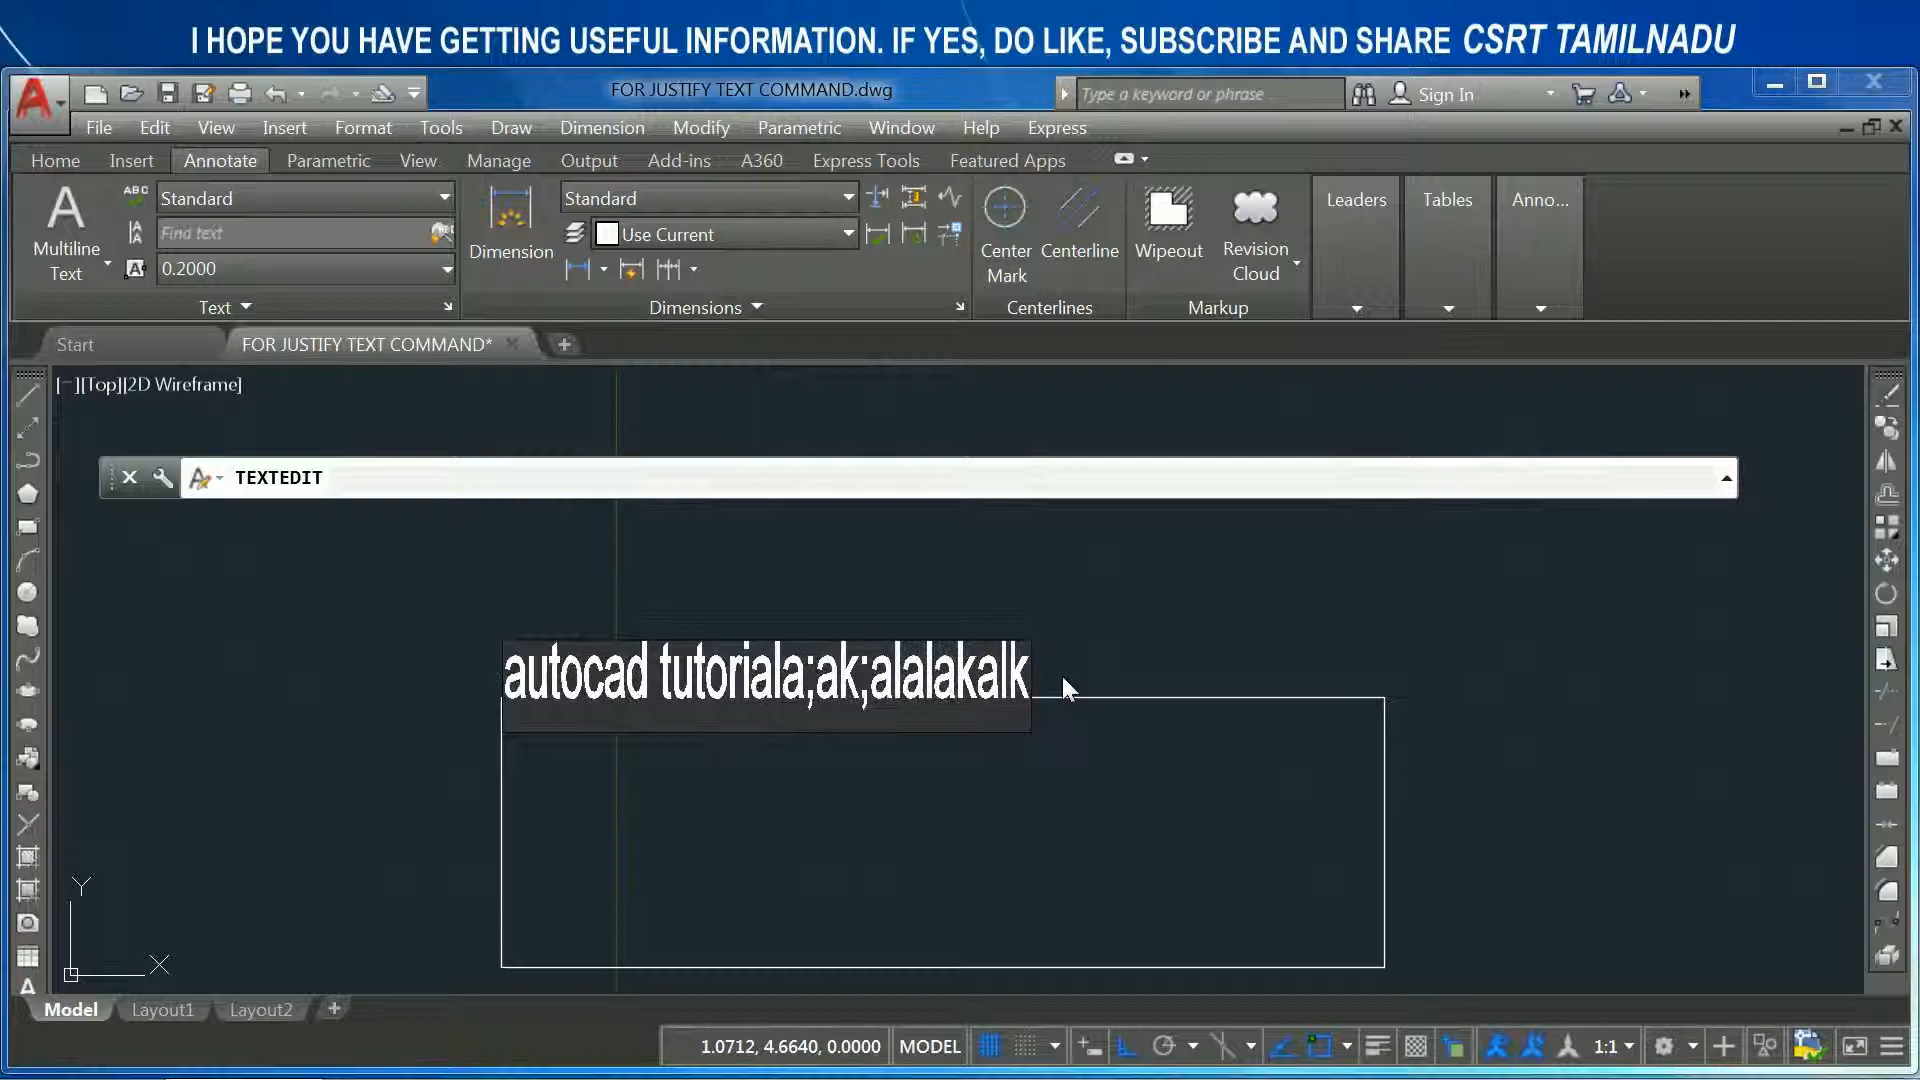 I HOPE YOU HAVE GETTING USEFUL INFORMATION. IF YES, DO LIKE, SUBSCRIBE AND SHARE CSRT TAMILNADU
FOR JUSTIFY TEXT COMMAND.dwg
Type a keyword or phrase
Sign In
File Edit View Insert Format Tools Draw Dimension Modify Parametric Window Help Express
Home Insert Annotate Parametric View Manage Output Add-ins A360 Express Tools Featured Apps
Multiline Text
Standard
Find text
0.2000
Text
Dimension
Standard
Use Current
Dimensions
Center Mark
Centerline
Centerlines
Wipeout
Revision Cloud
Markup
Leaders
Tables
Anno...
Start
FOR JUSTIFY TEXT COMMAND*
[−][Top][2D Wireframe]
TEXTEDIT
autocad tutoriala;ak;alalakalk
Y
X
Model Layout1 Layout2
1.0712, 4.6640, 0.0000 MODEL 1:1